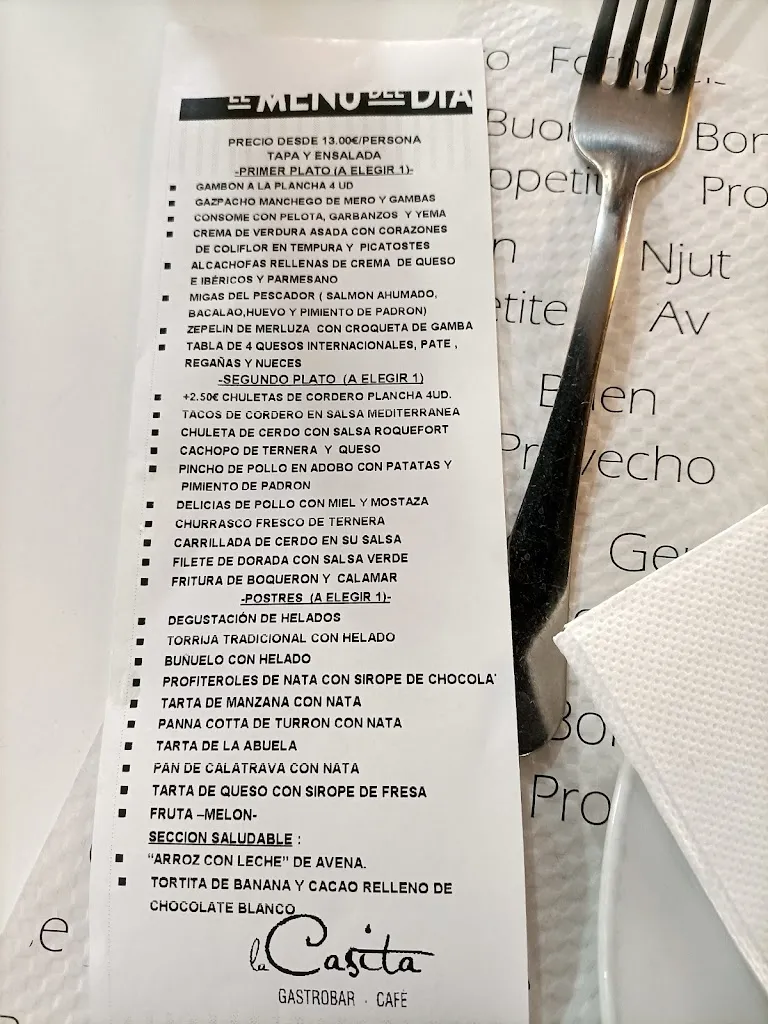 EL MENÚ DEL DÍA
PRECIO DESDE 13.00€/PERSONA
TAPA Y ENSALADA
-PRIMER PLATO (A ELEGIR 1)-
GAMBON A LA PLANCHA 4 UD
GAZPACHO MANCHEGO DE MERO Y GAMBAS
CONSOME CON PELOTA, GARBANZOS Y YEMA
CREMA DE VERDURA ASADA CON CORAZONES
DE COLIFLOR EN TEMPURA Y PICATOSTES
ALCACHOFAS RELLENAS DE CREMA DE QUESO
E IBÉRICOS Y PARMESANO
MIGAS DEL PESCADOR ( SALMON AHUMADO,
BACALAO,HUEVO Y PIMIENTO DE PADRON)
ZEPELIN DE MERLUZA CON CROQUETA DE GAMBA
TABLA DE 4 QUESOS INTERNACIONALES, PATE ,
REGAÑAS Y NUECES
-SEGUNDO PLATO (A ELEGIR 1)
+2.50€ CHULETAS DE CORDERO PLANCHA 4UD.
TACOS DE CORDERO EN SALSA MEDITERRANEA
CHULETA DE CERDO CON SALSA ROQUEFORT
CACHOPO DE TERNERA Y QUESO
PINCHO DE POLLO EN ADOBO CON PATATAS Y
PIMIENTO DE PADRON
DELICIAS DE POLLO CON MIEL Y MOSTAZA
CHURRASCO FRESCO DE TERNERA
CARRILLADA DE CERDO EN SU SALSA
FILETE DE DORADA CON SALSA VERDE
FRITURA DE BOQUERON Y CALAMAR
-POSTRES (A ELEGIR 1)-
DEGUSTACIÓN DE HELADOS
TORRIJA TRADICIONAL CON HELADO
BUÑUELO CON HELADO
PROFITEROLES DE NATA CON SIROPE DE CHOCOLA
TARTA DE MANZANA CON NATA
PANNA COTTA DE TURRON CON NATA
TARTA DE LA ABUELA
PAN DE CALATRAVA CON NATA
TARTA DE QUESO CON SIROPE DE FRESA
FRUTA –MELON-
SECCION SALUDABLE :
“ARROZ CON LECHE” DE AVENA.
TORTITA DE BANANA Y CACAO RELLENO DE
CHOCOLATE BLANCO
la Casita
GASTROBAR · CAFÉ
Njut
Av